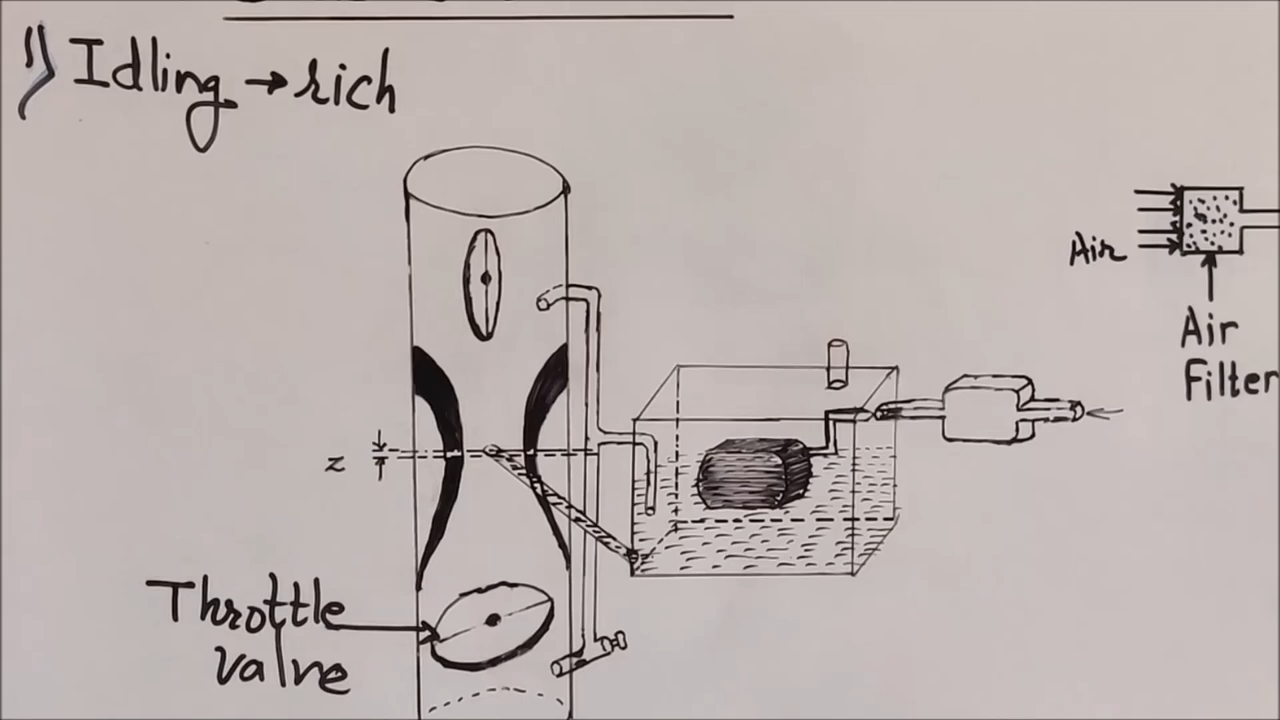 1) Idling → rich
Air
Air
Filter
z
Throttle
valve